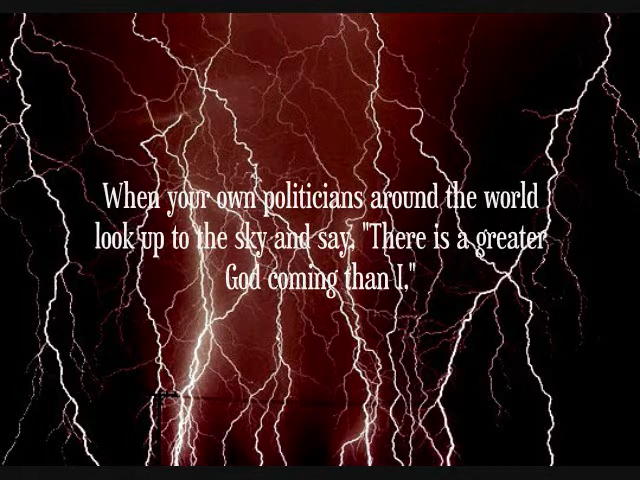 When your own politicians around the world
look up to the sky and say, "There is a greater
God coming than I."